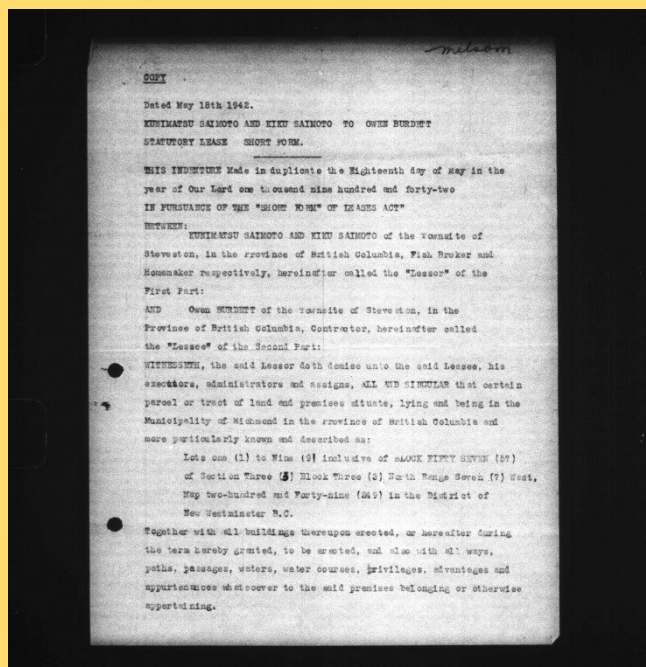 melsom
COPY
Dated May 18th 1942.
KUNIMATSU SAIMOTO AND KIKU SAIMOTO TO OWEN BURDETT
STATUTORY LEASE SHORT FORM.
THIS INDENTURE Made in duplicate the Eighteenth day of May in the
year of Our Lord one thousand nine hundred and forty-two
IN PURSUANCE OF THE "SHORT FORM" OF LEASES ACT"
BETWEEN:
KUNIMATSU SAIMOTO AND KIKU SAIMOTO of the Townsite of
Steveston, in the Province of British Columbia, Fish Broker and
Homemaker respectively, hereinafter called the "Lessor" of the
First Part:
AND Owen BURDETT of the Townsite of Steveston, in the
Province of British Columbia, Contractor, hereinafter called
the "Lessee" of the Second Part:
WITNESSETH, the said Lessor doth demise unto the said Lessee, his
executors, administrators and assigns, ALL AND SINGULAR that certain
parcel or tract of land and premises situate, lying and being in the
Municipality of Richmond in the Province of British Columbia and
more particularly known and described as:
Lots one (1) to Nine (9) inclusive of BLOCK FIFTY SEVEN (57)
of Section Three (3) Block Three (3) North Range Seven (7) West,
Map two-hundred and Forty-nine (249) in the District of
New Westminster B.C.
Together with all buildings thereupon erected, or hereafter during
the term hereby granted, to be erected, and also with all ways,
paths, passages, waters, water courses, privileges, advantages and
appurtenances whatsoever to the said premises belonging or otherwise
appertaining.